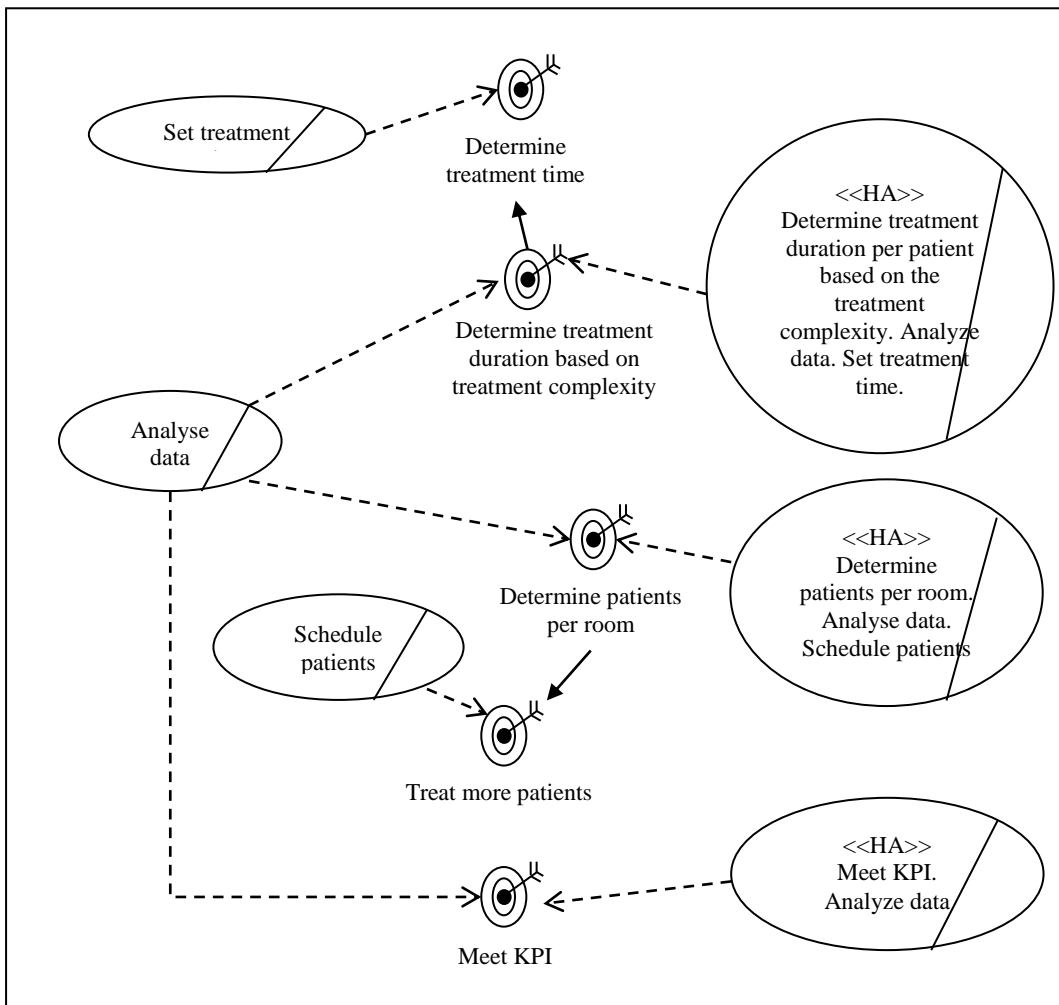 Set treatment
Determine
treatment time
<<HA>>
Determine treatment
duration per patient
based on the
treatment
complexity. Analyze
data. Set treatment
time.
Determine treatment
duration based on
treatment complexity
Analyse
data
<<HA>>
Determine
patients per room.
Analyse data.
Schedule patients
Determine patients
per room
Schedule
patients
Treat more patients
<<HA>>
Meet KPI.
Analyze data
Meet KPI